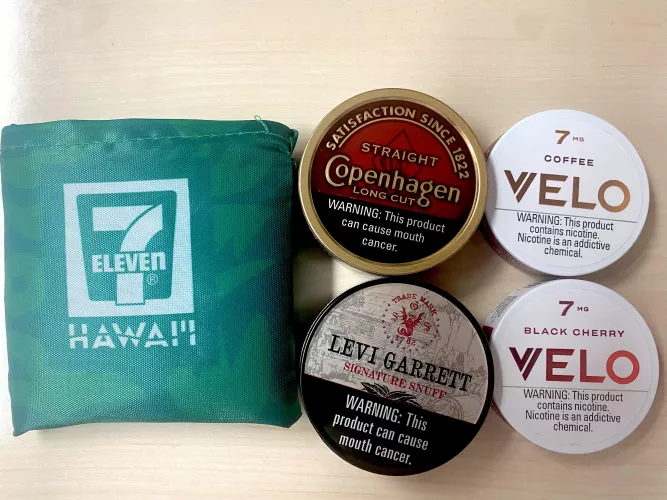 7
ELEVEN
®
HAWAI'I
SATISFACTION SINCE 1822
STRAIGHT
Copenhagen
LONG CUT
WARNING: This product
can cause mouth
cancer.
7 MG
COFFEE
VELO
WARNING: This product
contains nicotine.
Nicotine is an addictive
chemical.
TRADE MARK
1782
LEVI GARRETT
SIGNATURE SNUFF
WARNING: This
product can cause
mouth cancer.
7 MG
BLACK CHERRY
VELO
WARNING: This product
contains nicotine.
Nicotine is an addictive
chemical.